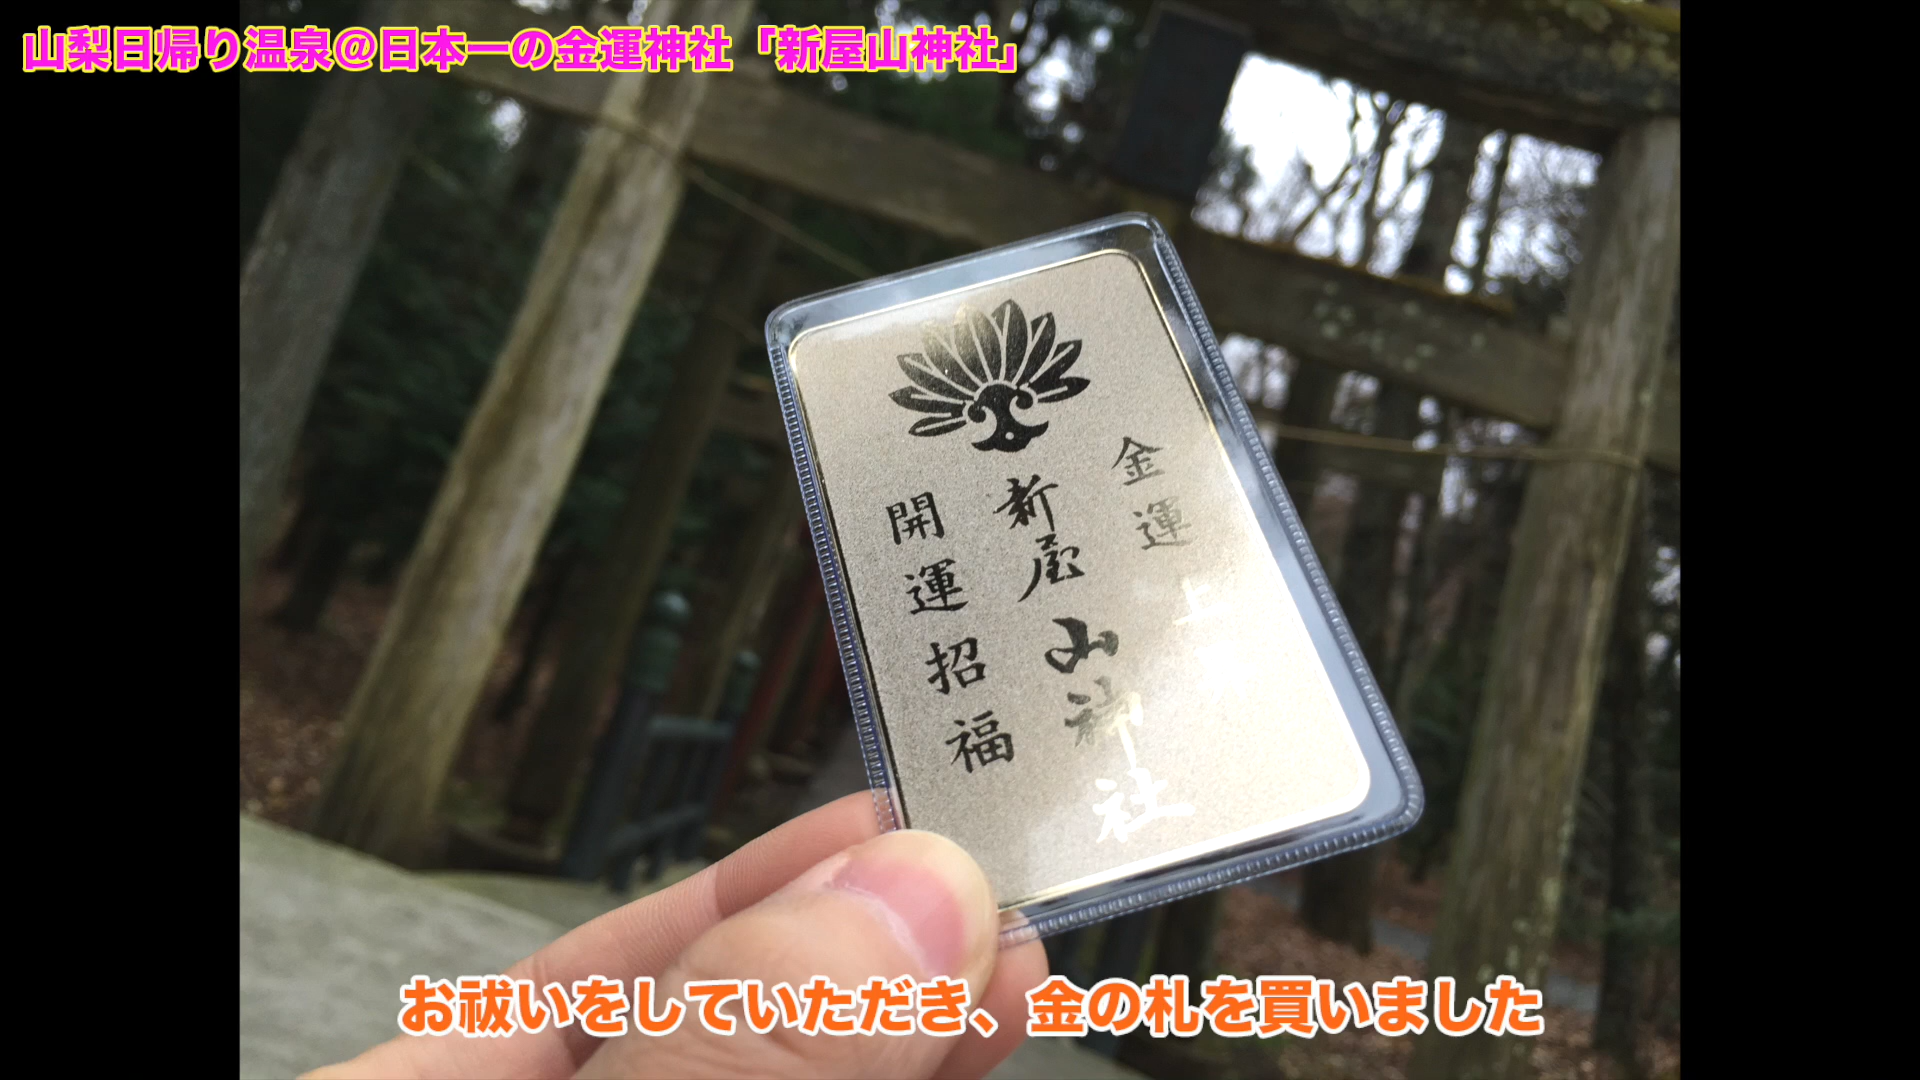 山梨日帰り温泉@日本一の金運神社「新屋山神社」
金運上
新屋山神社
開運招福
お祓いをしていただき、金の札を買いました